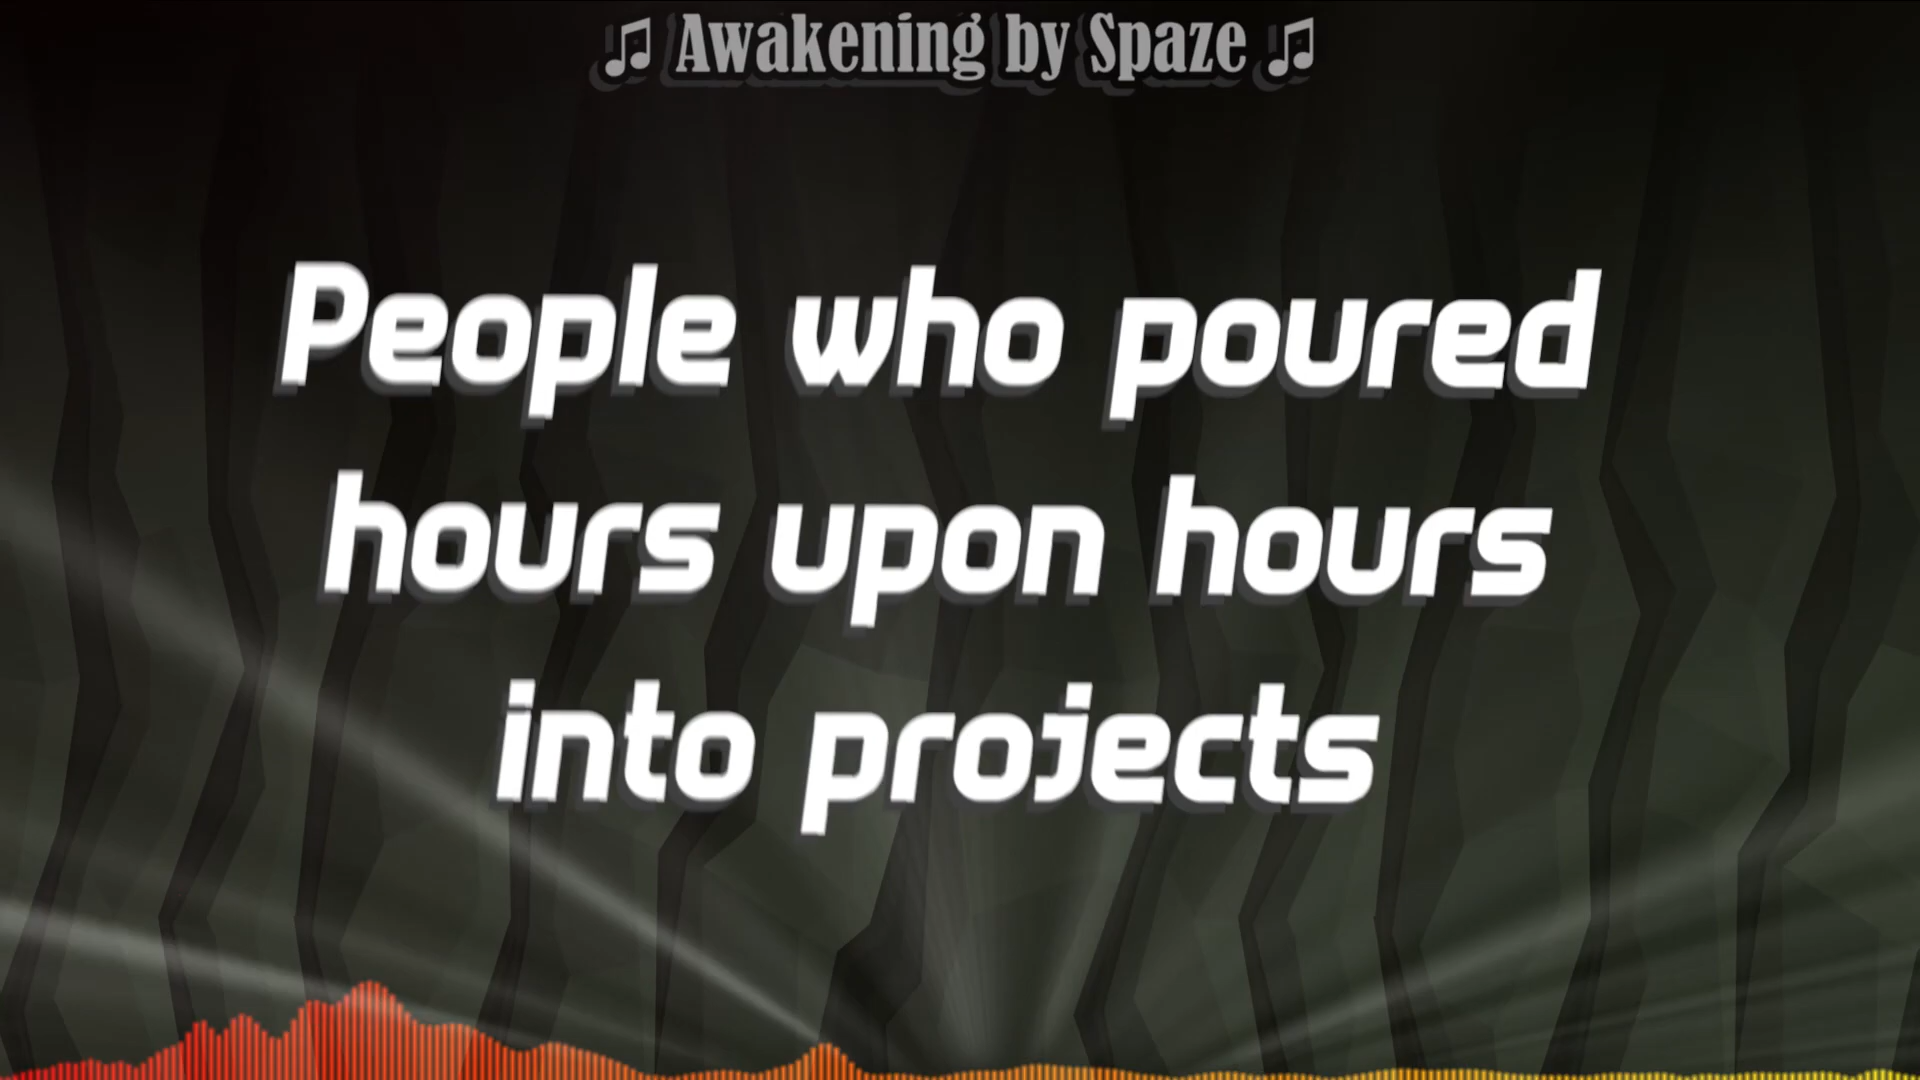 ♫ Awakening by Spaze ♫
People who poured
hours upon hours
into projects